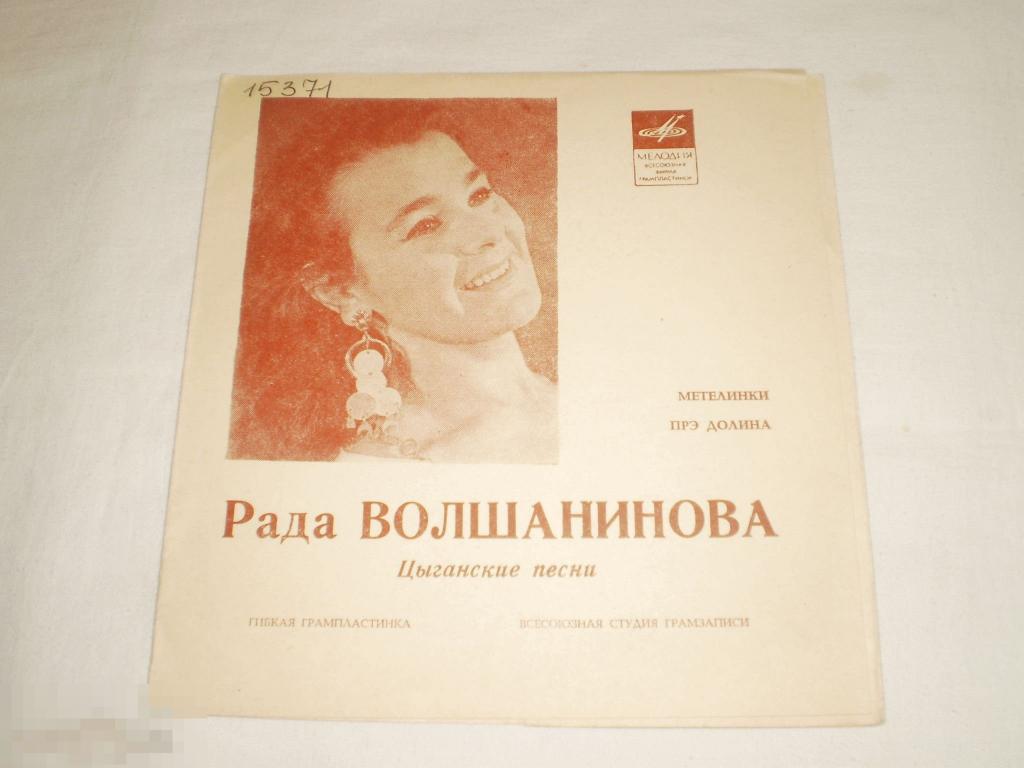 15371
МЕЛОДИЯ
ВСЕСОЮЗНАЯ
ФИРМА
ГРАМПЛАСТИНОК
МЕТЕЛИНКИ
ПРЭ ДОЛИНА
Рада ВОЛШАНИНОВА
Цыганские песни
ГИБКАЯ ГРАМПЛАСТИНКА
ВСЕСОЮЗНАЯ СТУДИЯ ГРАМЗАПИСИ